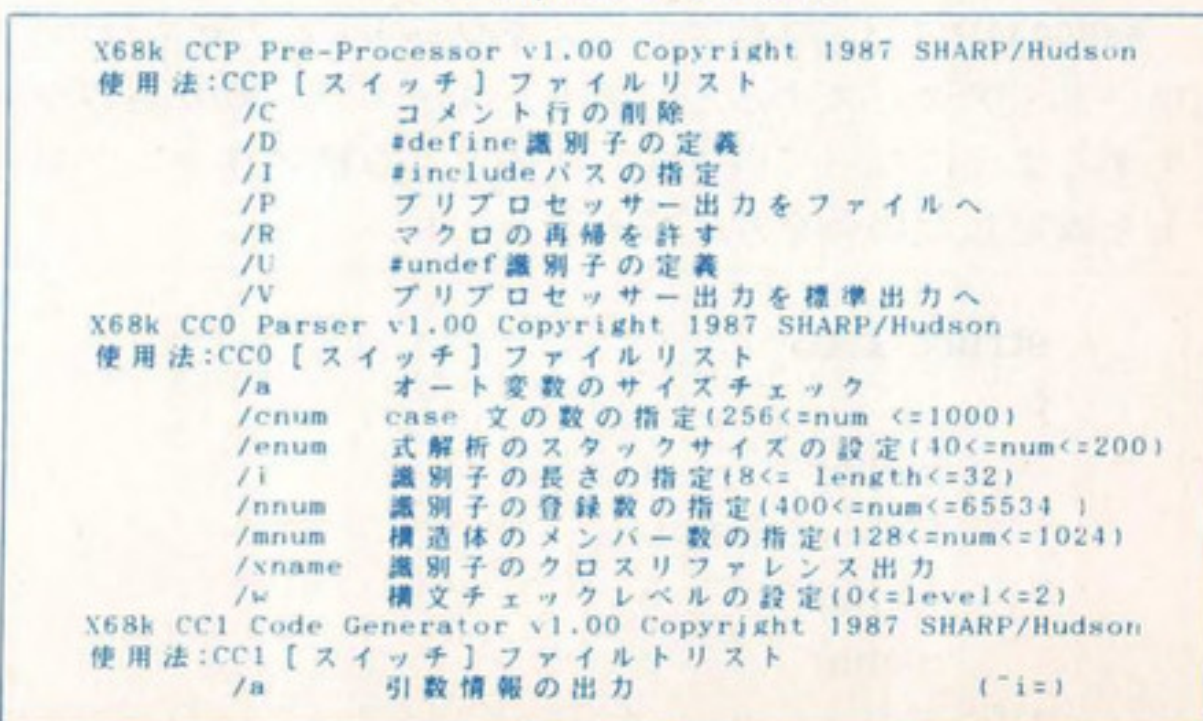 X68k CCP Pre-Processor v1.00 Copyright 1987 SHARP/Hudson
使用法:CCP [スイッチ] ファイルリスト
/C コメント行の削除
/D #define識別子の定義
/I #includeパスの指定
/P プリプロセッサー出力をファイルへ
/R マクロの再帰を許す
/U #undef識別子の定義
/V プリプロセッサー出力を標準出力へ
X68k CC0 Parser v1.00 Copyright 1987 SHARP/Hudson
使用法:CC0 [スイッチ] ファイルリスト
/a オート変数のサイズチェック
/cnum case 文の数の指定(256<=num <=1000)
/enum 式解析のスタックサイズの設定(40<=num<=200)
/i 識別子の長さの指定(8<= length<=32)
/nnum 識別子の登録数の指定(400<=num<=65534 )
/mnum 構造体のメンバー数の指定(128<=num<=1024)
/xname 識別子のクロスリファレンス出力
/w 構文チェックレベルの設定(0<=level<=2)
X68k CC1 Code Generator v1.00 Copyright 1987 SHARP/Hudson
使用法:CC1 [スイッチ] ファイルトリスト
/a 引数情報の出力 (~i=)